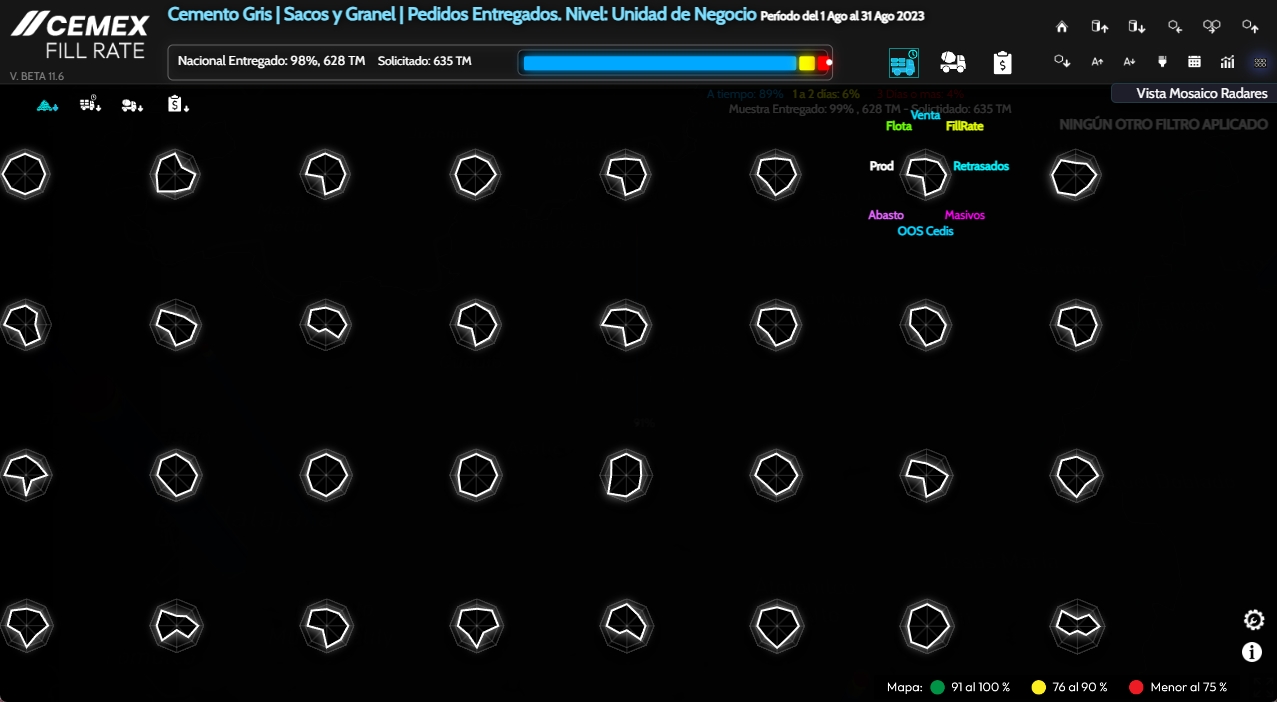 CEMEX
FILL RATE
V. BETA 11.6
Cemento Gris | Sacos y Granel | Pedidos Entregados. Nivel: Unidad de Negocio Período del 1 Ago al 31 Ago 2023
Nacional Entregado: 98%, 628 TM Solicitado: 635 TM
A+ A+
Vista Mosaico Radares
A tiempo: 89% 1 a 2 días: 6% 3 Días o más: 4%
Muestra Entregado: 99% , 628 TM - Solictidado: 635 TM
NINGÚN OTRO FILTRO APLICADO
Venta
Flota FillRate
Prod Retrasados
Abasto Masivos
OOS Cedis
Mapa: 91 al 100 % 76 al 90 % Menor al 75 %